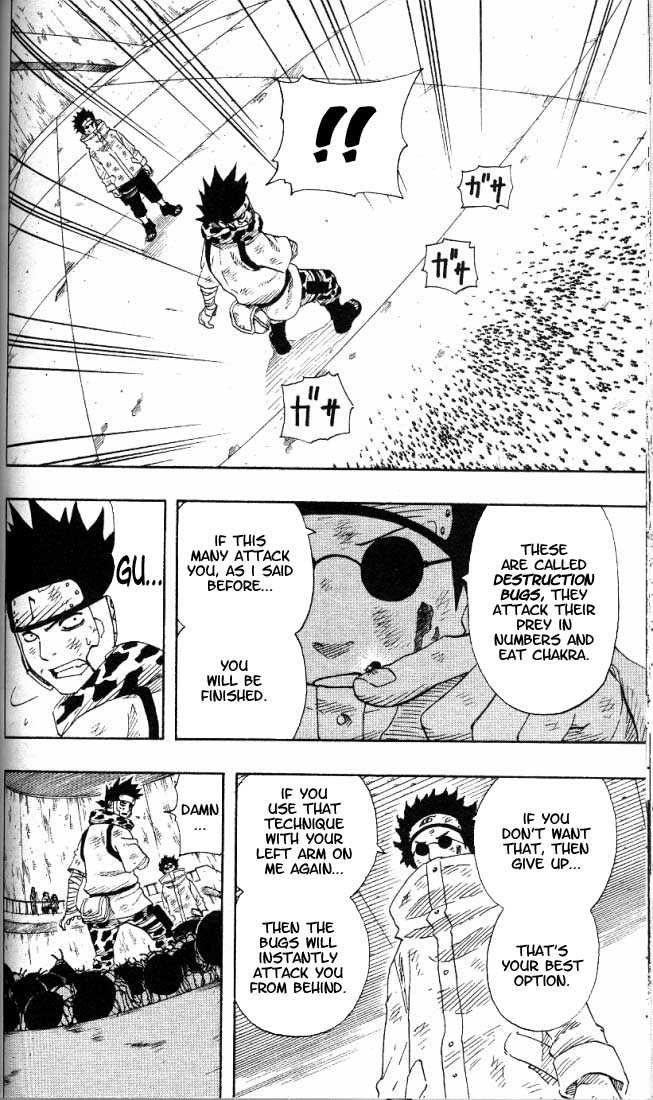 !!
ガサ
ガサ
ガサ
THESE
ARE CALLED
DESTRUCTION
BUGS, THEY
ATTACK THEIR
PREY IN
NUMBERS AND
EAT CHAKRA.
IF THIS
MANY ATTACK
YOU, AS I SAID
BEFORE...
YOU
WILL BE
FINISHED.
GU...
IF YOU
DON'T WANT
THAT, THEN
GIVE UP...
THAT'S
YOUR BEST
OPTION.
IF YOU
USE THAT
TECHNIQUE
WITH YOUR
LEFT ARM ON
ME AGAIN...
THEN THE
BUGS WILL
INSTANTLY
ATTACK YOU
FROM BEHIND.
DAMN
...